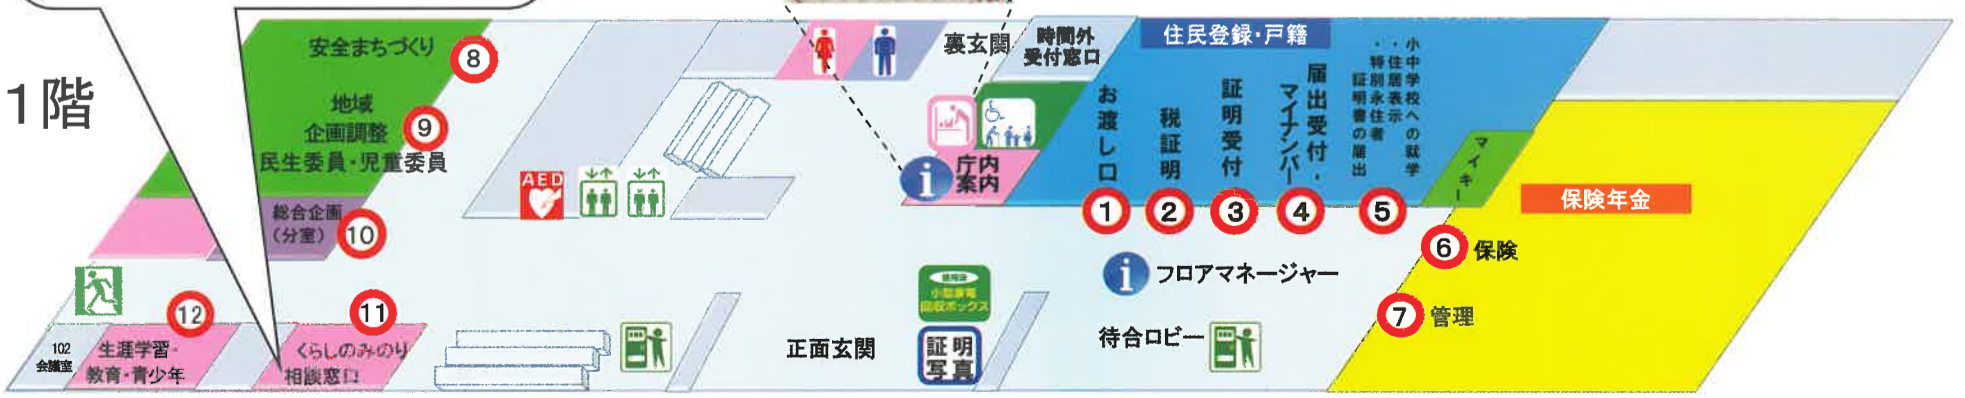 1階
安全まちづくり
8
地域
企画調整
民生委員・児童委員
9
総合企画
(分室)
10
12
生涯学習・
教育・青少年
102
会議室
11
くらしのみのり
相談窓口
AED
裏玄関
時間外
受付窓口
庁内
案内
住民登録・戸籍
お渡し口
1
税証明
2
証明受付
3
届出受付・
マイナンバー
4
・小中学校への就学
・住居表示
・特別永住者
証明書の届出
5
マイキー
保険年金
6 保険
7 管理
フロアマネージャー
待合ロビー
正面玄関
小型家電
回収ボックス
証明
写真